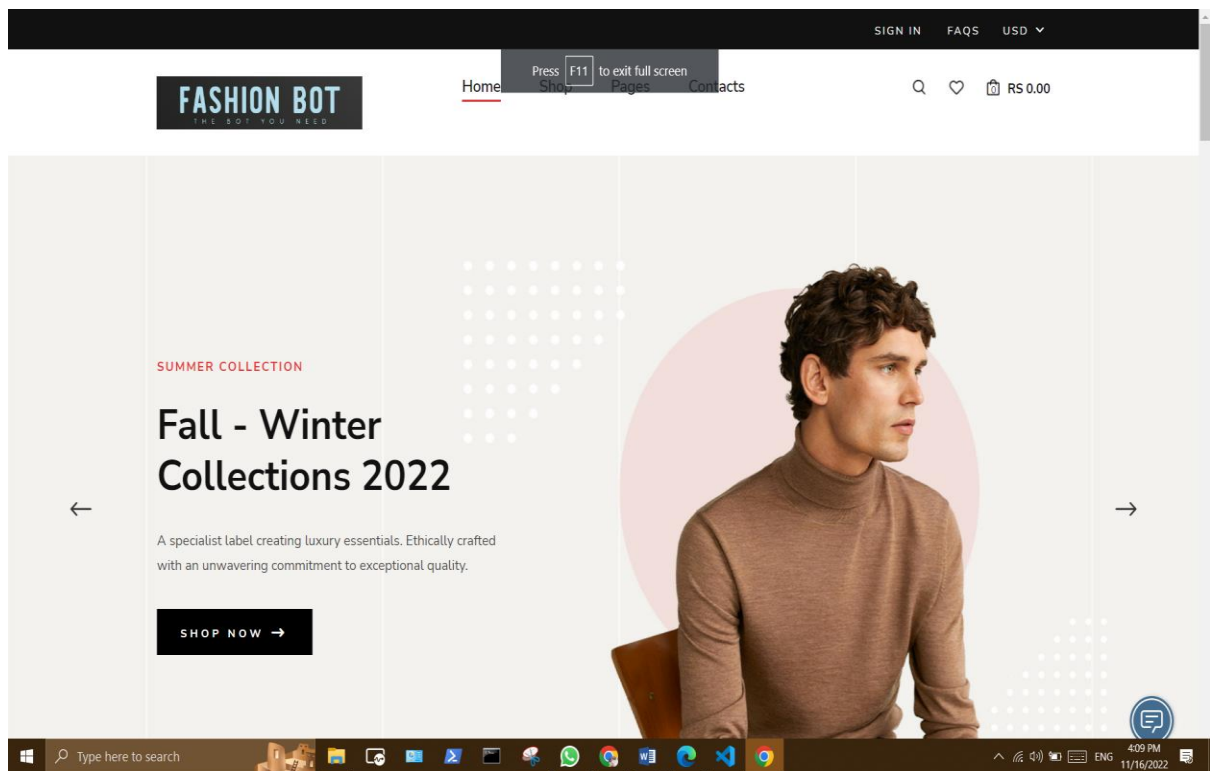 SIGN IN FAQS USD
Press F11 to exit full screen
FASHION BOT
THE BOT YOU NEED
Home Shop Pages Contacts
0 RS 0.00
SUMMER COLLECTION
Fall - Winter
Collections 2022
A specialist label creating luxury essentials. Ethically crafted
with an unwavering commitment to exceptional quality.
SHOP NOW →
Type here to search
ENG
4:09 PM
11/16/2022